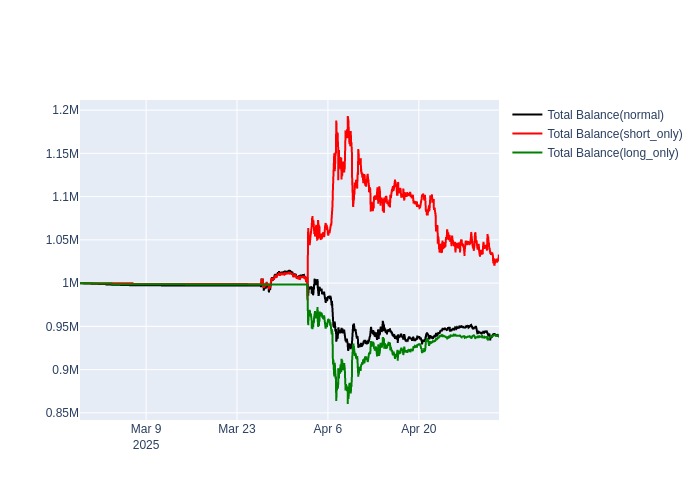 1.2M
1.15M
1.1M
1.05M
1M
0.95M
0.9M
0.85M
Mar 9
2025
Mar 23
Apr 6
Apr 20
Total Balance(normal)
Total Balance(short_only)
Total Balance(long_only)